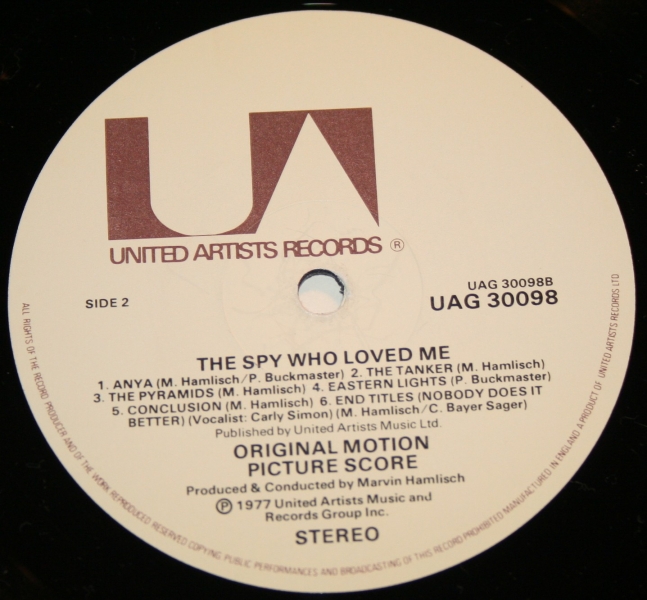 UA
UNITED ARTISTS RECORDS ®
SIDE 2
UAG 30098B
UAG 30098
THE SPY WHO LOVED ME
1. ANYA (M. Hamlisch/P. Buckmaster) 2. THE TANKER (M. Hamlisch)
3. THE PYRAMIDS (M. Hamlisch) 4. EASTERN LIGHTS (P. Buckmaster)
5. CONCLUSION (M. Hamlisch) 6. END TITLES (NOBODY DOES IT
BETTER) (Vocalist: Carly Simon) (M. Hamlisch/C. Bayer Sager)
Published by United Artists Music Ltd.
ORIGINAL MOTION
PICTURE SCORE
Produced & Conducted by Marvin Hamlisch
℗ 1977 United Artists Music and
Records Group Inc.
STEREO
ALL RIGHTS OF THE RECORD PRODUCER AND OF THE WORK REPRODUCED RESERVED COPYING PUBLIC PERFORMANCES AND BROADCASTING OF THIS RECORD PROHIBITED MANUFACTURED IN ENGLAND A PRODUCT OF UNITED ARTISTS RECORDS LTD